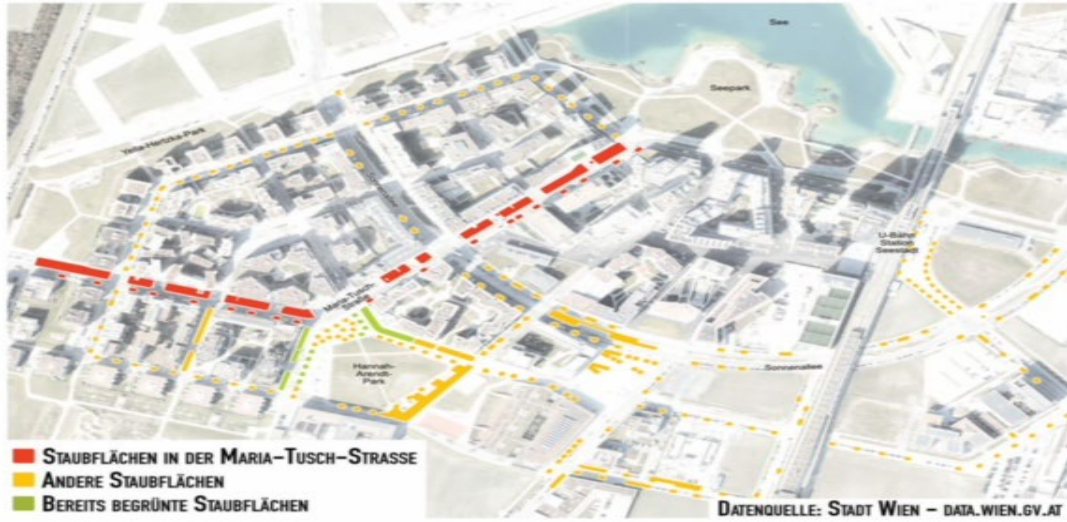 See
Seepark
Yella-Hertzka-Park
U-Bahn
Station
Seestadt
Maria-Tusch-
Straße
Sonnenallee
Hannah-
Arendt-
Park
STAUBFLÄCHEN IN DER MARIA-TUSCH-STRASSE
ANDERE STAUBFLÄCHEN
BEREITS BEGRÜNTE STAUBFLÄCHEN
DATENQUELLE: STADT WIEN – DATA.WIEN.GV.AT